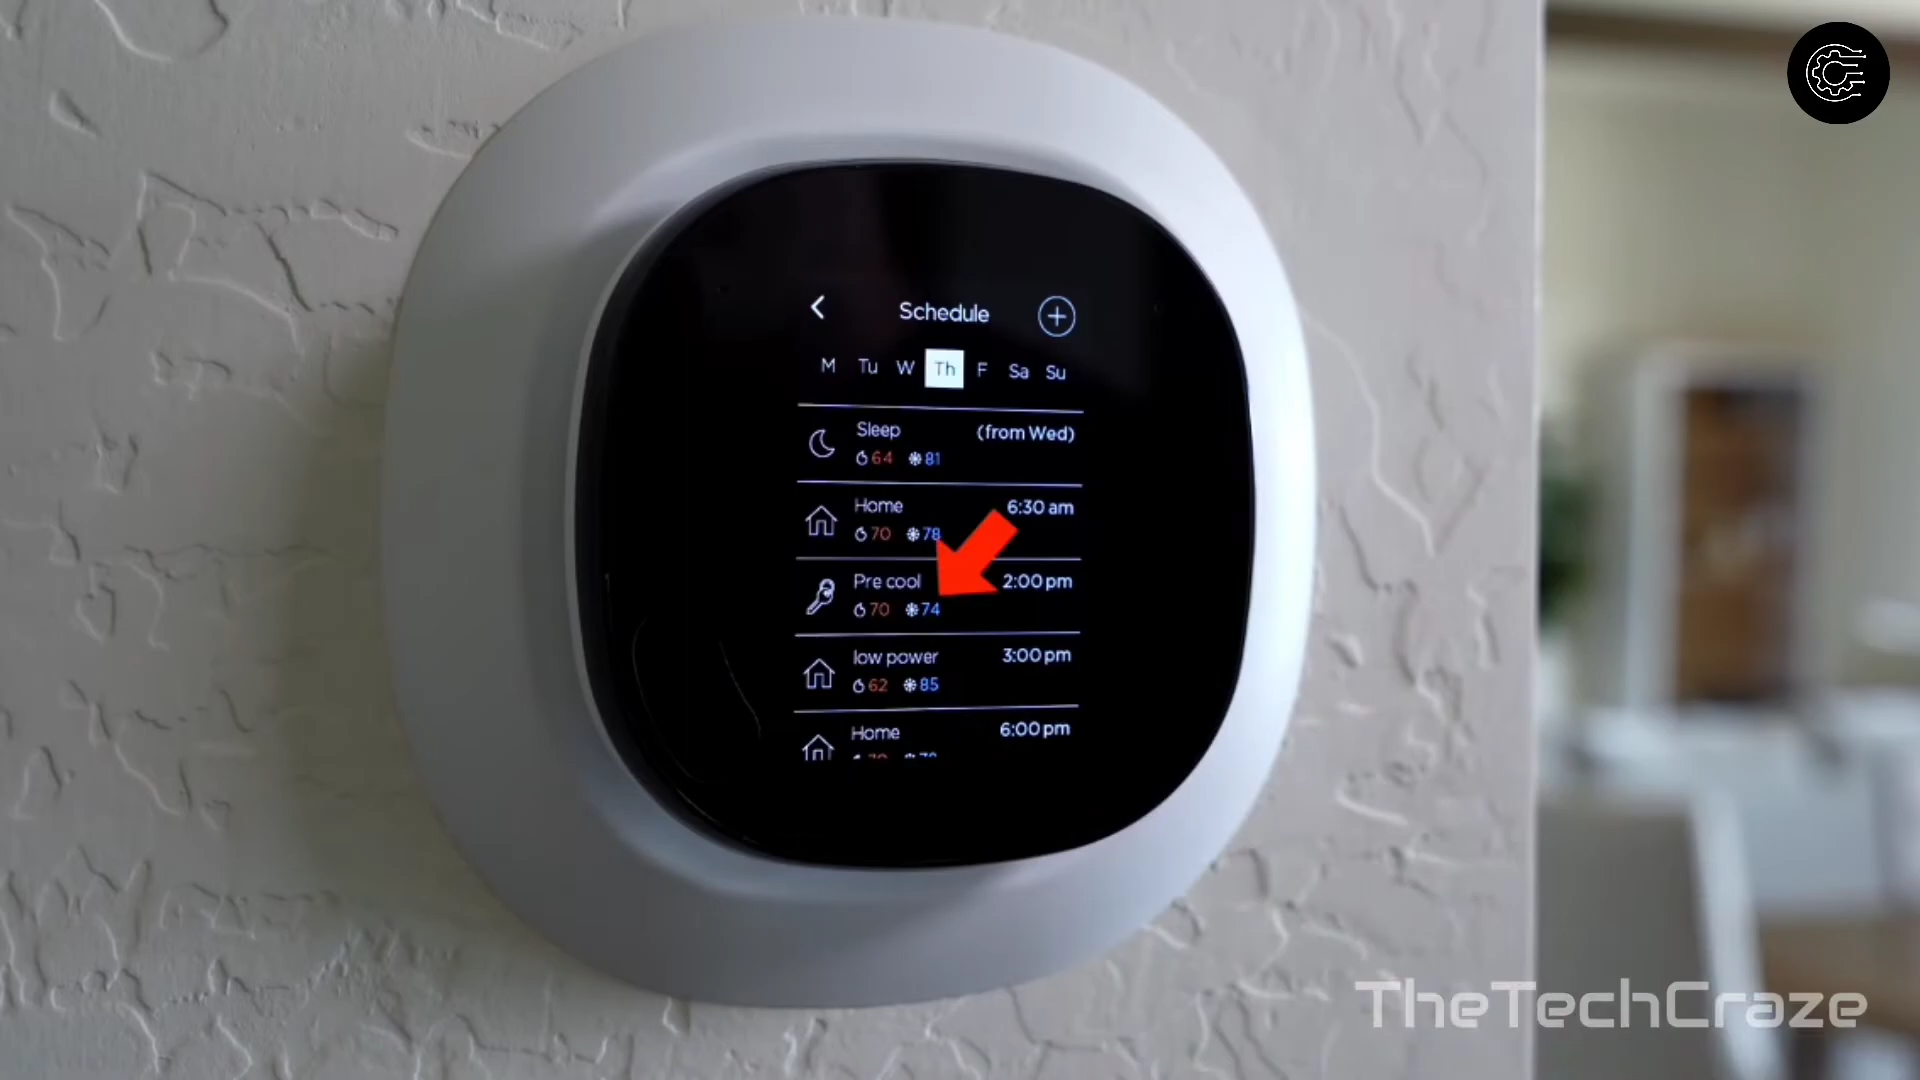 Schedule
M Tu W Th F Sa Su
Sleep (from Wed)
64 81
Home 6:30 am
70 78
Pre cool 2:00 pm
70 74
low power 3:00 pm
62 85
Home 6:00 pm
TheTechCraze